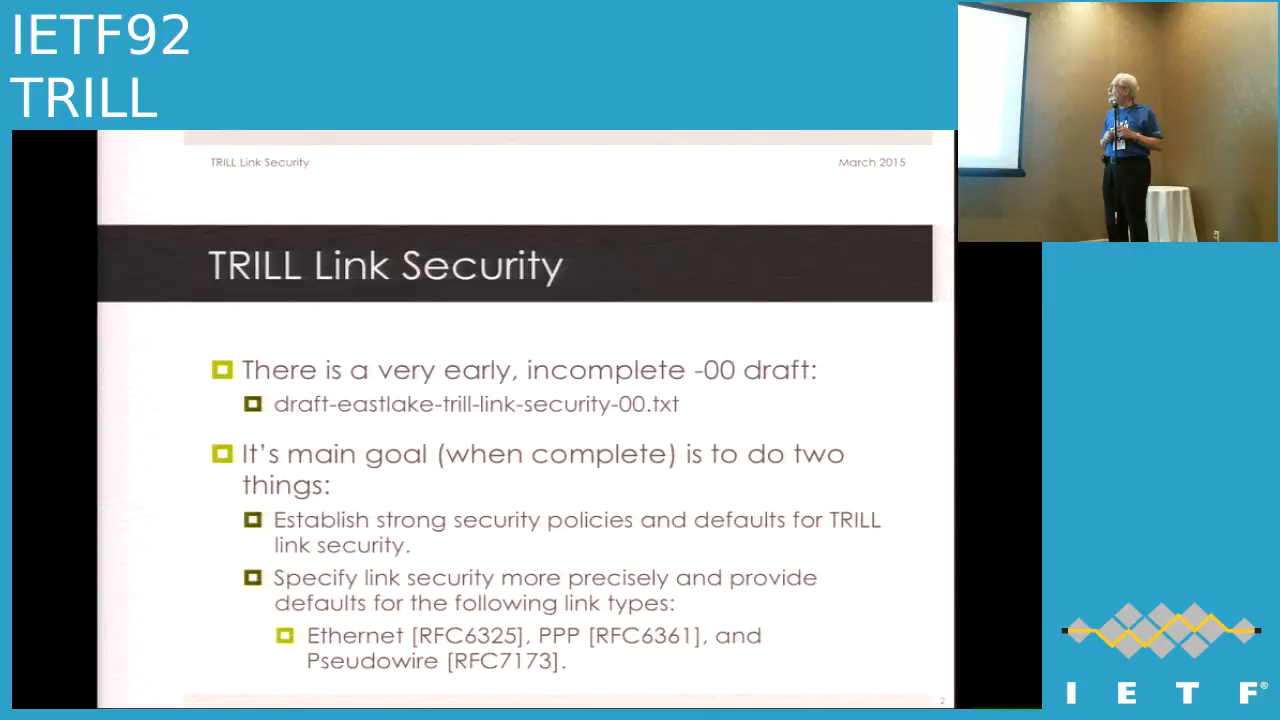 IETF92
TRILL
TRILL Link Security
March 2015
TRILL Link Security
There is a very early, incomplete -00 draft:
draft-eastlake-trill-link-security-00.txt
It's main goal (when complete) is to do two
things:
Establish strong security policies and defaults for TRILL
link security.
Specify link security more precisely and provide
defaults for the following link types:
Ethernet [RFC6325], PPP [RFC6361], and
Pseudowire [RFC7173].
2
I E T F®